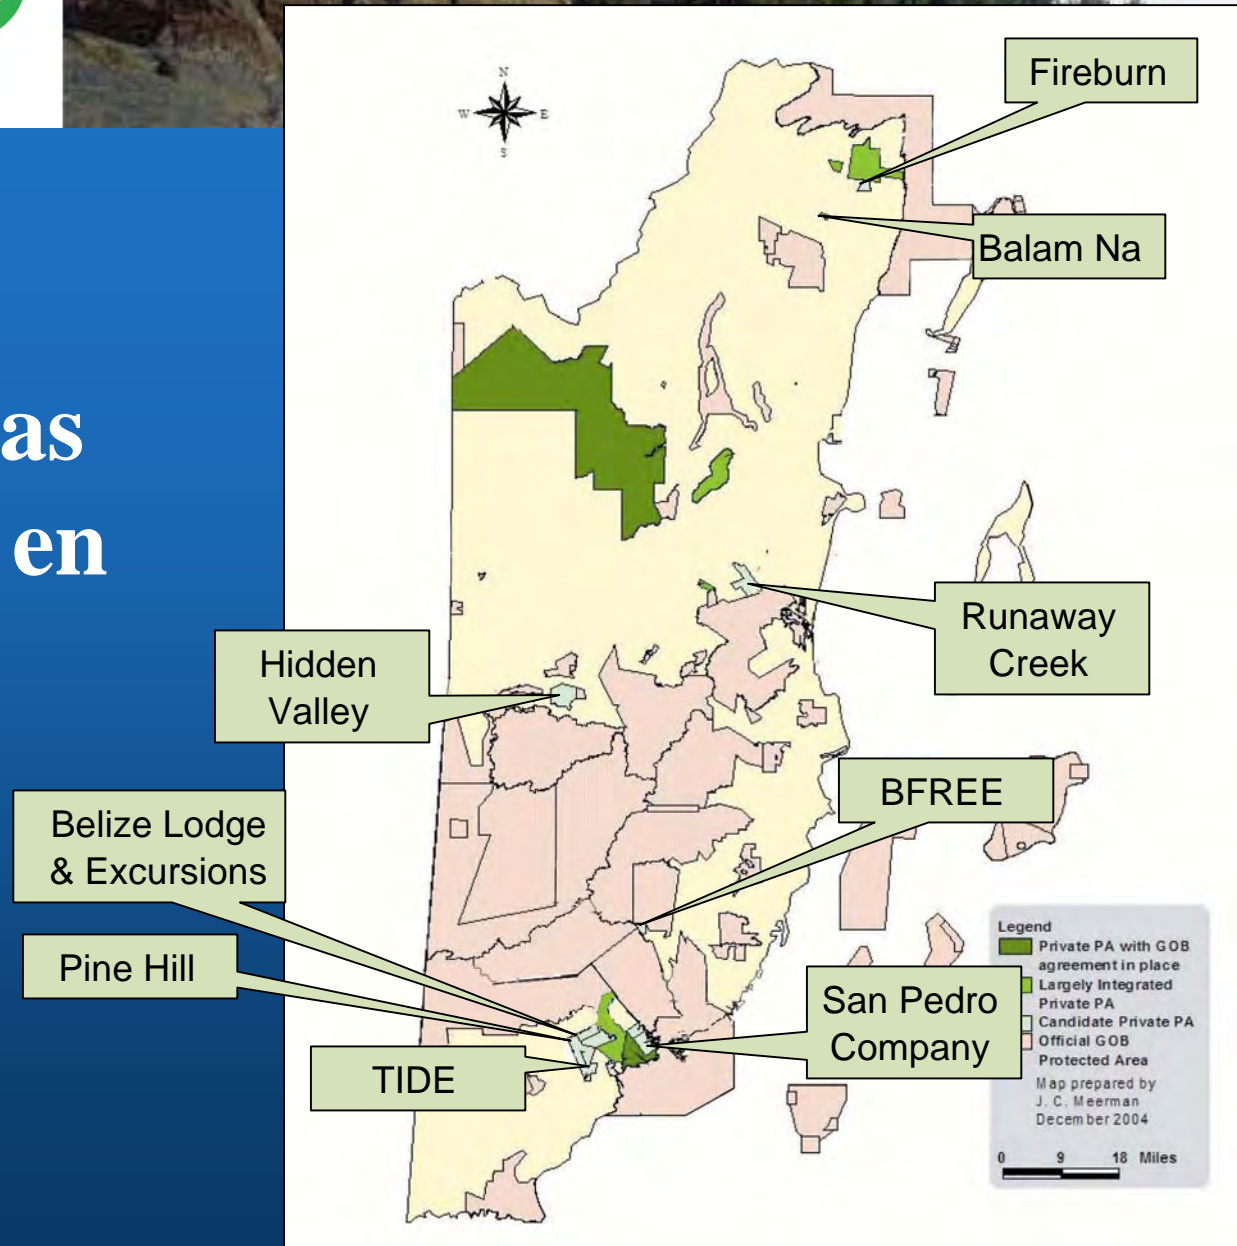 as
en
N
W E
S
Fireburn
Balam Na
Runaway
Creek
Hidden
Valley
BFREE
Belize Lodge
& Excursions
Pine Hill
San Pedro
Company
TIDE
Legend
Private PA with GOB
agreement in place
Largely Integrated
Private PA
Candidate Private PA
Official GOB
Protected Area
Map prepared by
J. C. Meerman
December 2004
0 9 18 Miles